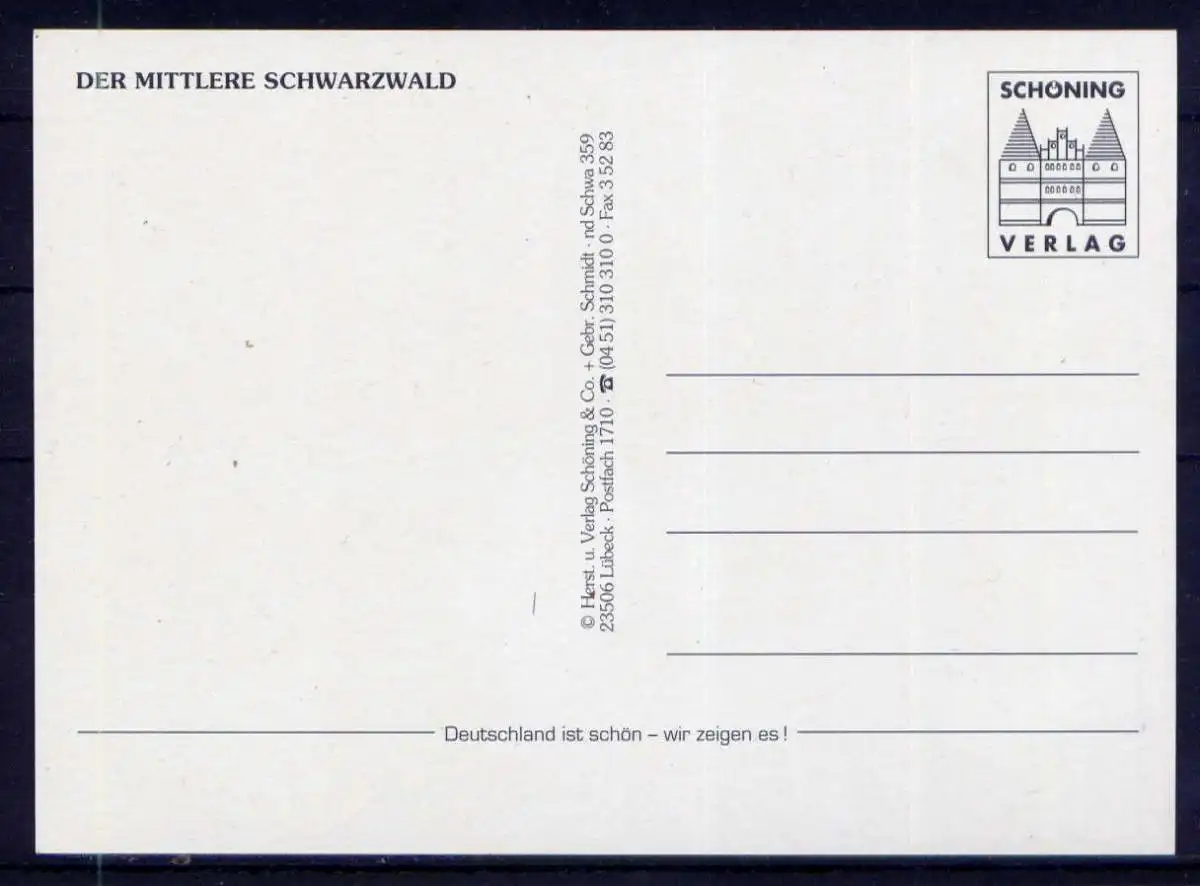 DER MITTLERE SCHWARZWALD
SCHÖNING
VERLAG
© Herst. u. Verlag Schöning & Co. + Gebr. Schmidt · nd Schwa 359
23506 Lübeck · Postfach 1710 · ☎ (04 51) 310 310 0 · Fax 3 52 83
Deutschland ist schön – wir zeigen es !